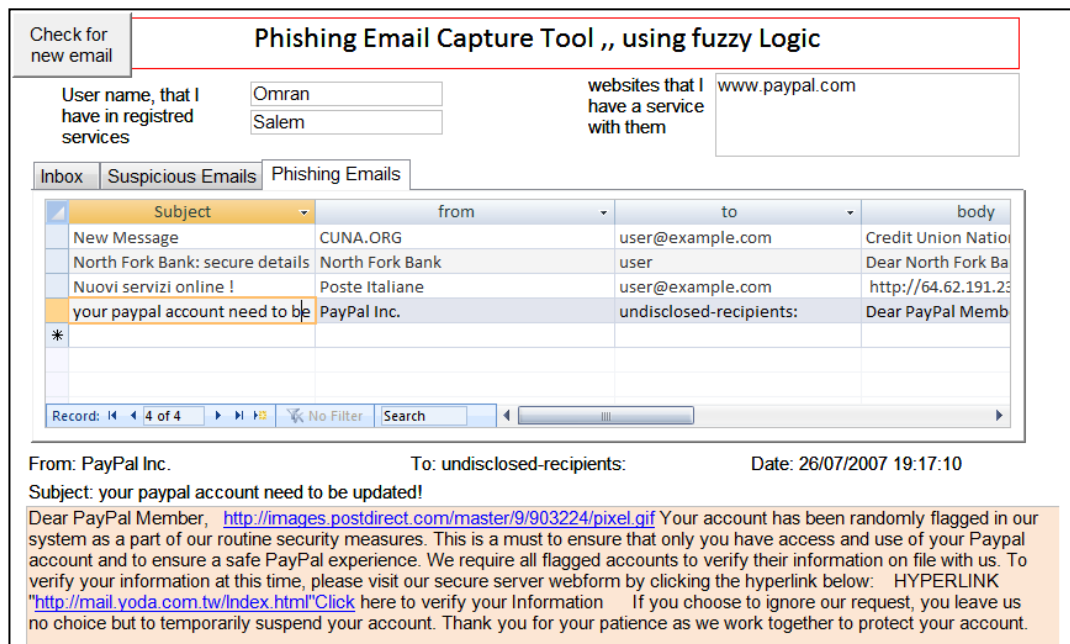 Check for
new email
Phishing Email Capture Tool ,, using fuzzy Logic
User name, that I
have in registred
services
Omran
Salem
websites that I
have a service
with them
www.paypal.com
Inbox Suspicious Emails Phishing Emails
Subject from to body
New Message CUNA.ORG user@example.com Credit Union Nation
North Fork Bank: secure details North Fork Bank user Dear North Fork Ba
Nuovi servizi online ! Poste Italiane user@example.com http://64.62.191.23
your paypal account need to be PayPal Inc. undisclosed-recipients: Dear PayPal Memb
Record: 4 of 4 No Filter Search
From: PayPal Inc. To: undisclosed-recipients: Date: 26/07/2007 19:17:10
Subject: your paypal account need to be updated!
Dear PayPal Member, http://images.postdirect.com/master/9/903224/pixel.gif Your account has been randomly flagged in our
system as a part of our routine security measures. This is a must to ensure that only you have access and use of your Paypal
account and to ensure a safe PayPal experience. We require all flagged accounts to verify their information on file with us. To
verify your information at this time, please visit our secure server webform by clicking the hyperlink below: HYPERLINK
"http://mail.yoda.com.tw/Index.html"Click here to verify your Information If you choose to ignore our request, you leave us
no choice but to temporarily suspend your account. Thank you for your patience as we work together to protect your account.